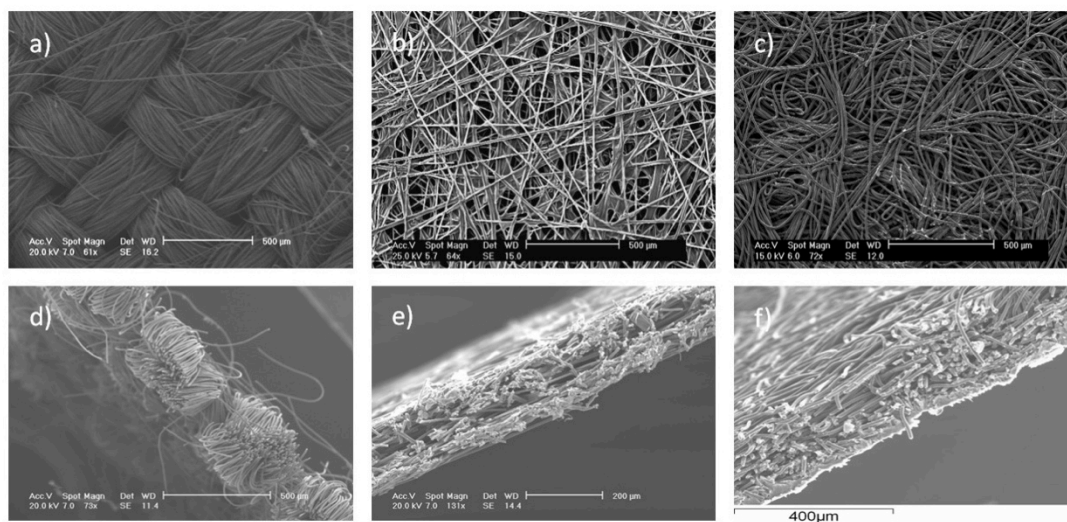 a)
Acc.V Spot Magn Det WD 500 µm
20.0 kV 7.0 61x SE 16.2
b)
Acc.V Spot Magn Det WD 500 µm
25.0 kV 5.7 64x SE 15.0
c)
Acc.V Spot Magn Det WD 500 µm
15.0 kV 6.0 72x SE 12.0
d)
Acc.V Spot Magn Det WD 500 µm
20.0 kV 7.0 73x SE 11.4
e)
Acc.V Spot Magn Det WD 200 µm
20.0 kV 7.0 131x SE 14.4
f)
400µm